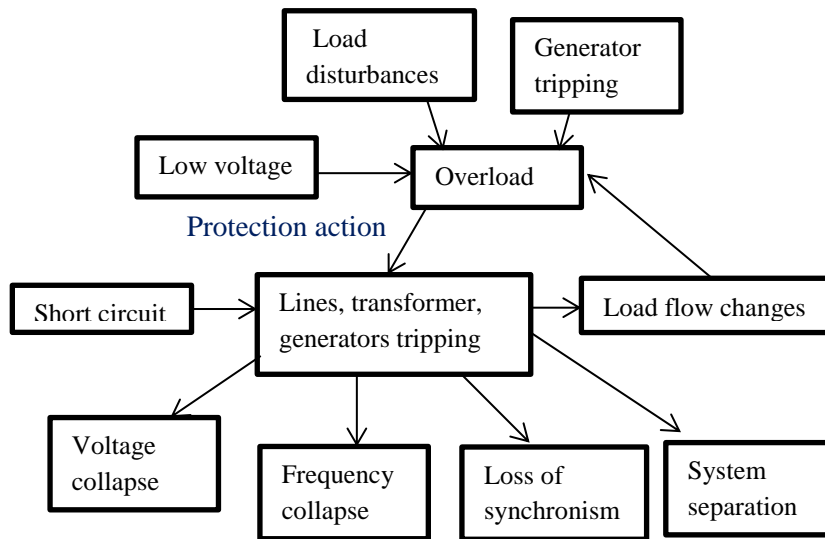 Load
disturbances
Generator
tripping
Low voltage
Overload
Protection action
Short circuit
Lines, transformer,
generators tripping
Load flow changes
Voltage
collapse
Frequency
collapse
Loss of
synchronism
System
separation